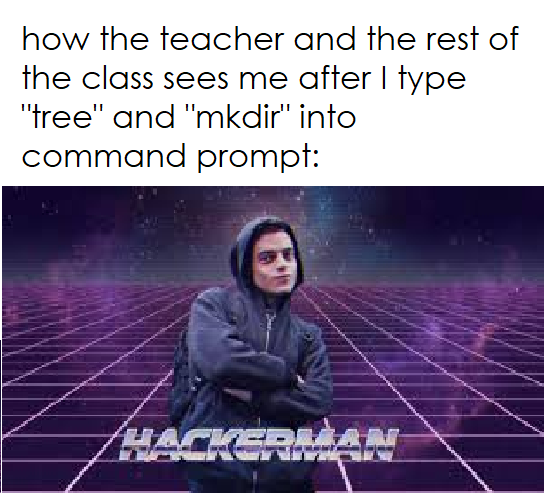 how the teacher and the rest of
the class sees me after I type
"tree" and "mkdir" into
command prompt:
HACKERMAN